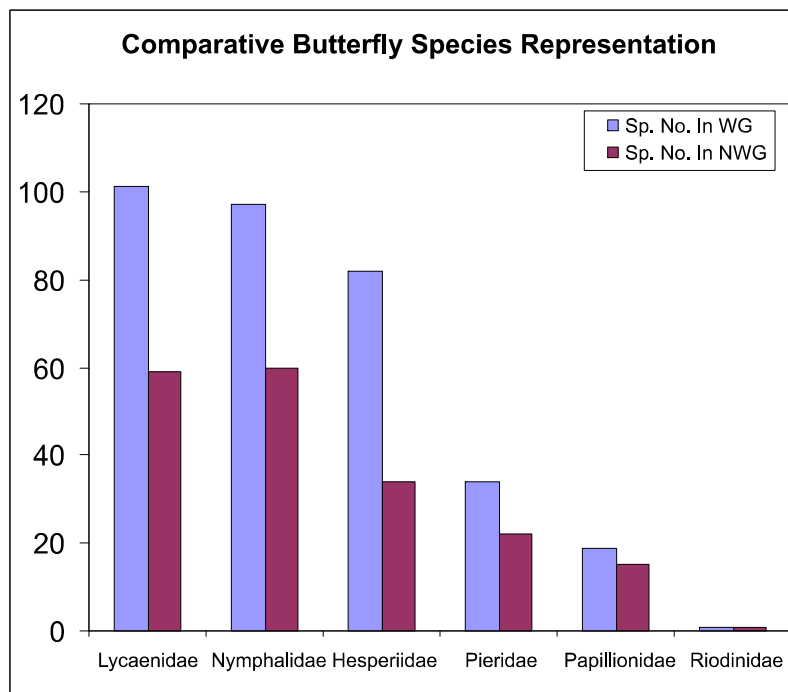 Comparative Butterfly Species Representation
Sp. No. In WG
Sp. No. In NWG
120
100
80
60
40
20
0
Lycaenidae Nymphalidae Hesperiidae Pieridae Papillionidae Riodinidae